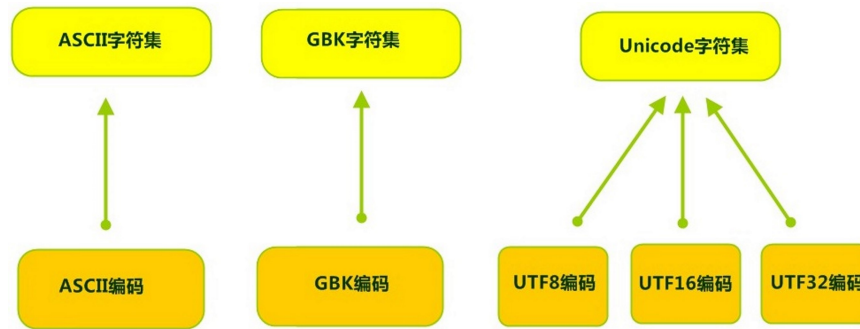 ASCII字符集
GBK字符集
Unicode字符集
ASCII编码
GBK编码
UTF8编码
UTF16编码
UTF32编码